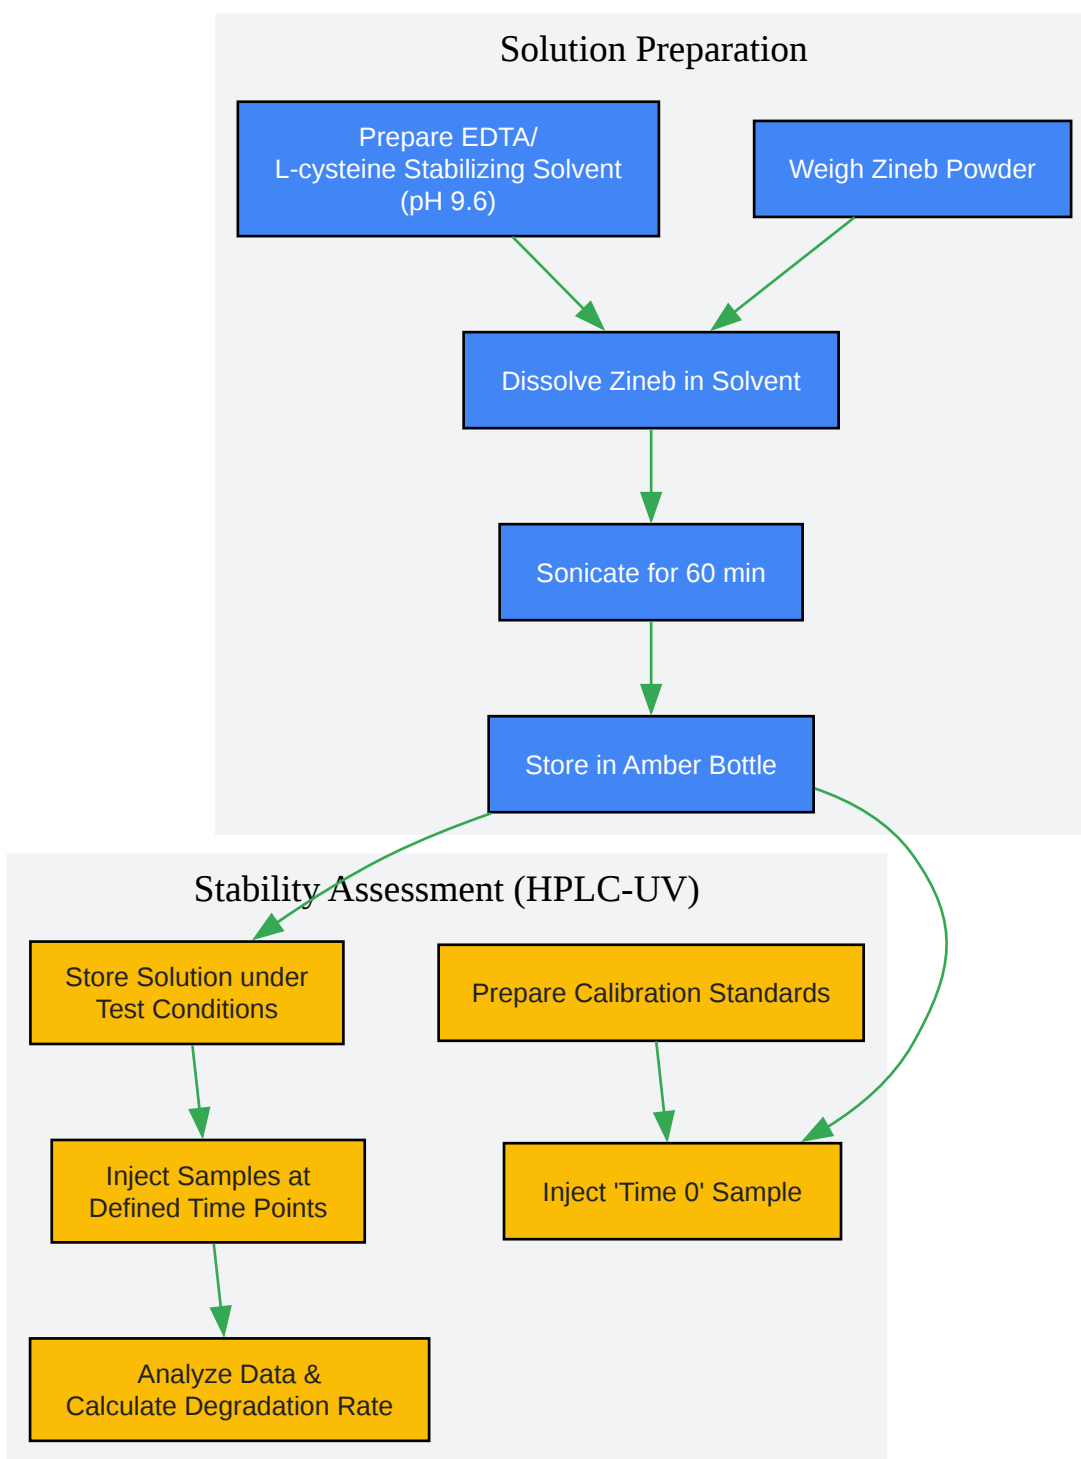 Solution Preparation
Prepare EDTA/
L-cysteine Stabilizing Solvent
(pH 9.6)
Weigh Zineb Powder
Dissolve Zineb in Solvent
Sonicate for 60 min
Store in Amber Bottle
Stability Assessment (HPLC-UV)
Store Solution under
Test Conditions
Prepare Calibration Standards
Inject Samples at
Defined Time Points
Inject 'Time 0' Sample
Analyze Data &
Calculate Degradation Rate